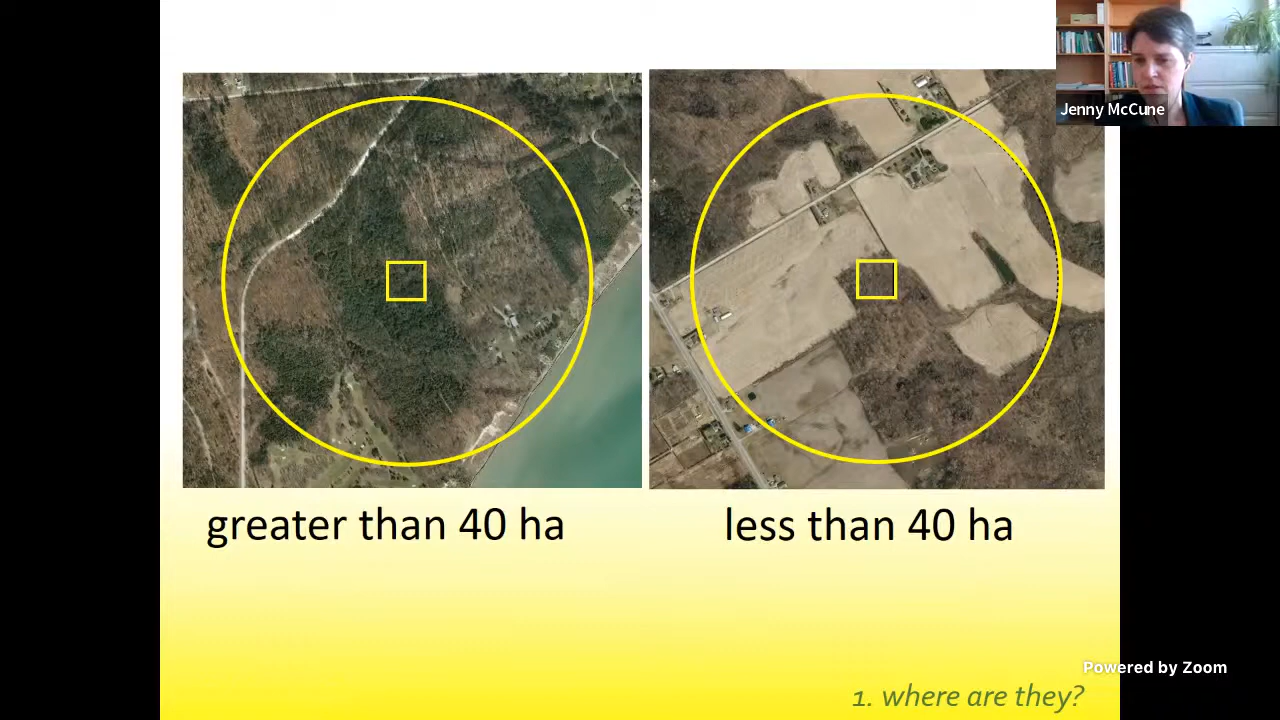 Jenny McCune
greater than 40 ha
less than 40 ha
Powered by Zoom
1. where are they?